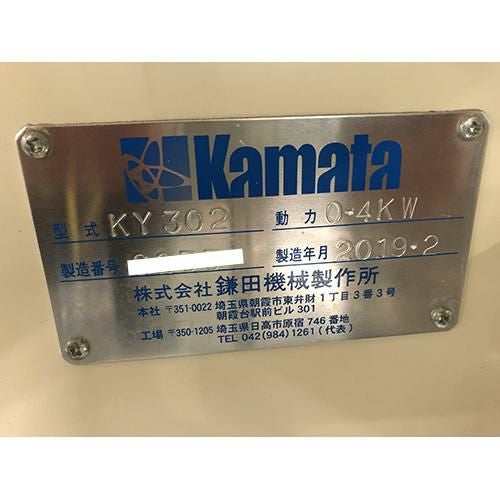 Kamata
型式 KY302 動力 0.4KW
製造番号 製造年月 2019.2
株式会社 鎌田機械製作所
本社 〒351-0022 埼玉県朝霞市東弁財1丁目3番3号
朝霞台駅前ビル301
工場 〒350-1205 埼玉県日高市原宿746番地
TEL 042(984)1261(代表)